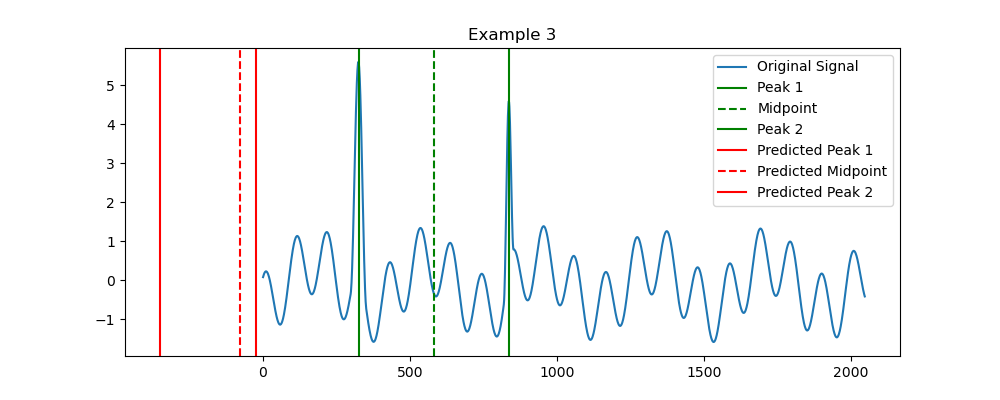 Example 3
Original Signal
Peak 1
Midpoint
Peak 2
Predicted Peak 1
Predicted Midpoint
Predicted Peak 2
5
4
3
2
1
0
−1
0 500 1000 1500 2000